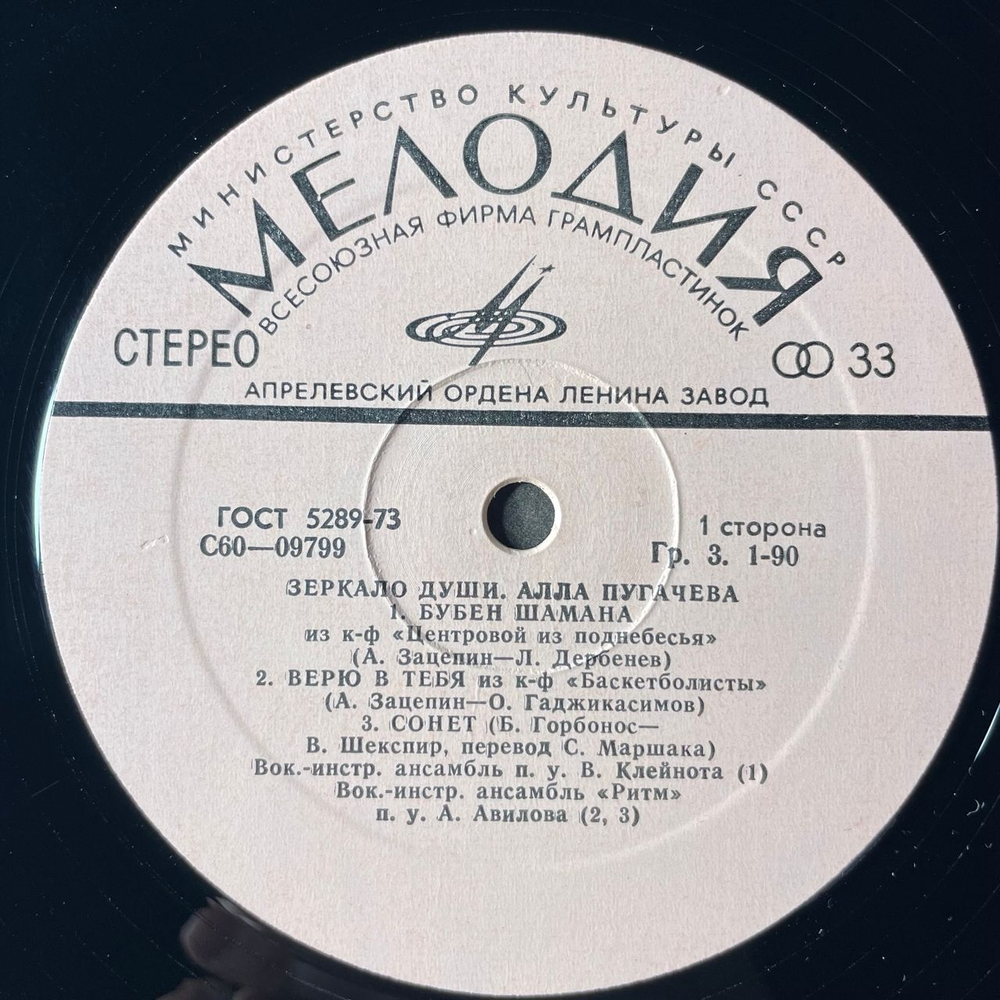 МИНИСТЕРСТВО КУЛЬТУРЫ СССР
МЕЛОДИЯ
ВСЕСОЮЗНАЯ ФИРМА ГРАМПЛАСТИНОК
СТЕРЕО
33
АПРЕЛЕВСКИЙ ОРДЕНА ЛЕНИНА ЗАВОД
ГОСТ 5289-73
1 сторона
С60—09799
Гр. 3. 1-90
ЗЕРКАЛО ДУШИ. АЛЛА ПУГАЧЕВА
1. БУБЕН ШАМАНА
из к-ф «Центровой из поднебесья»
(А. Зацепин—Л. Дербенев)
2. ВЕРЮ В ТЕБЯ из к-ф «Баскетболисты»
(А. Зацепин—О. Гаджикасимов)
3. СОНЕТ (Б. Горбонос—
В. Шекспир, перевод С. Маршака)
Вок.-инстр. ансамбль п. у. В. Клейнота (1)
Вок.-инстр. ансамбль «Ритм»
п. у. А. Авилова (2, 3)